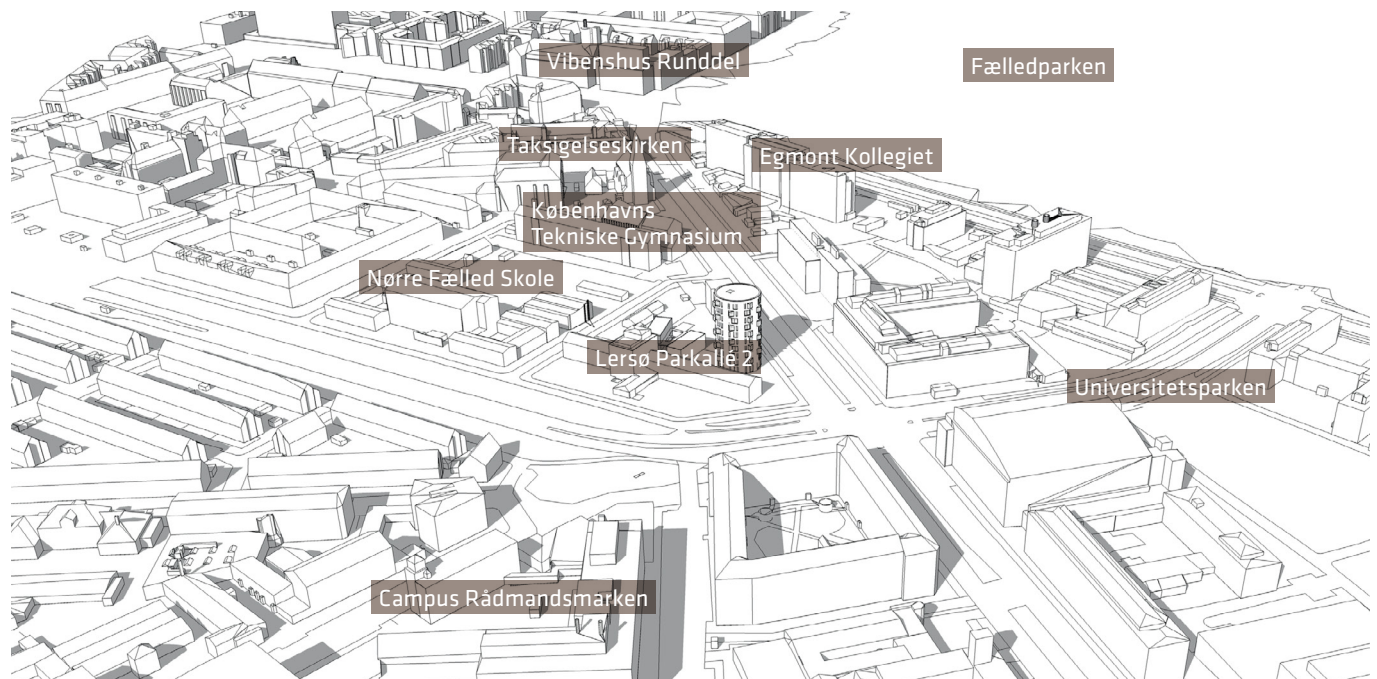 Vibenshus Runddel
Fælledparken
Taksigelseskirken
Egmont Kollegiet
Københavns
Tekniske Gymnasium
Nørre Fælled Skole
Lersø Parkallé 2
Universitetsparken
Campus Rådmandsmarken